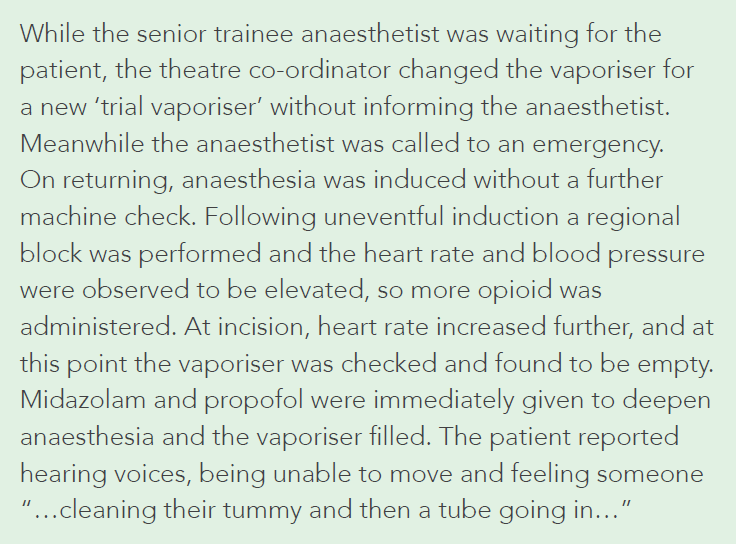 While the senior trainee anaesthetist was waiting for the
patient, the theatre co-ordinator changed the vaporiser for
a new ‘trial vaporiser’ without informing the anaesthetist.
Meanwhile the anaesthetist was called to an emergency.
On returning, anaesthesia was induced without a further
machine check. Following uneventful induction a regional
block was performed and the heart rate and blood pressure
were observed to be elevated, so more opioid was
administered. At incision, heart rate increased further, and at
this point the vaporiser was checked and found to be empty.
Midazolam and propofol were immediately given to deepen
anaesthesia and the vaporiser filled. The patient reported
hearing voices, being unable to move and feeling someone
“…cleaning their tummy and then a tube going in…”